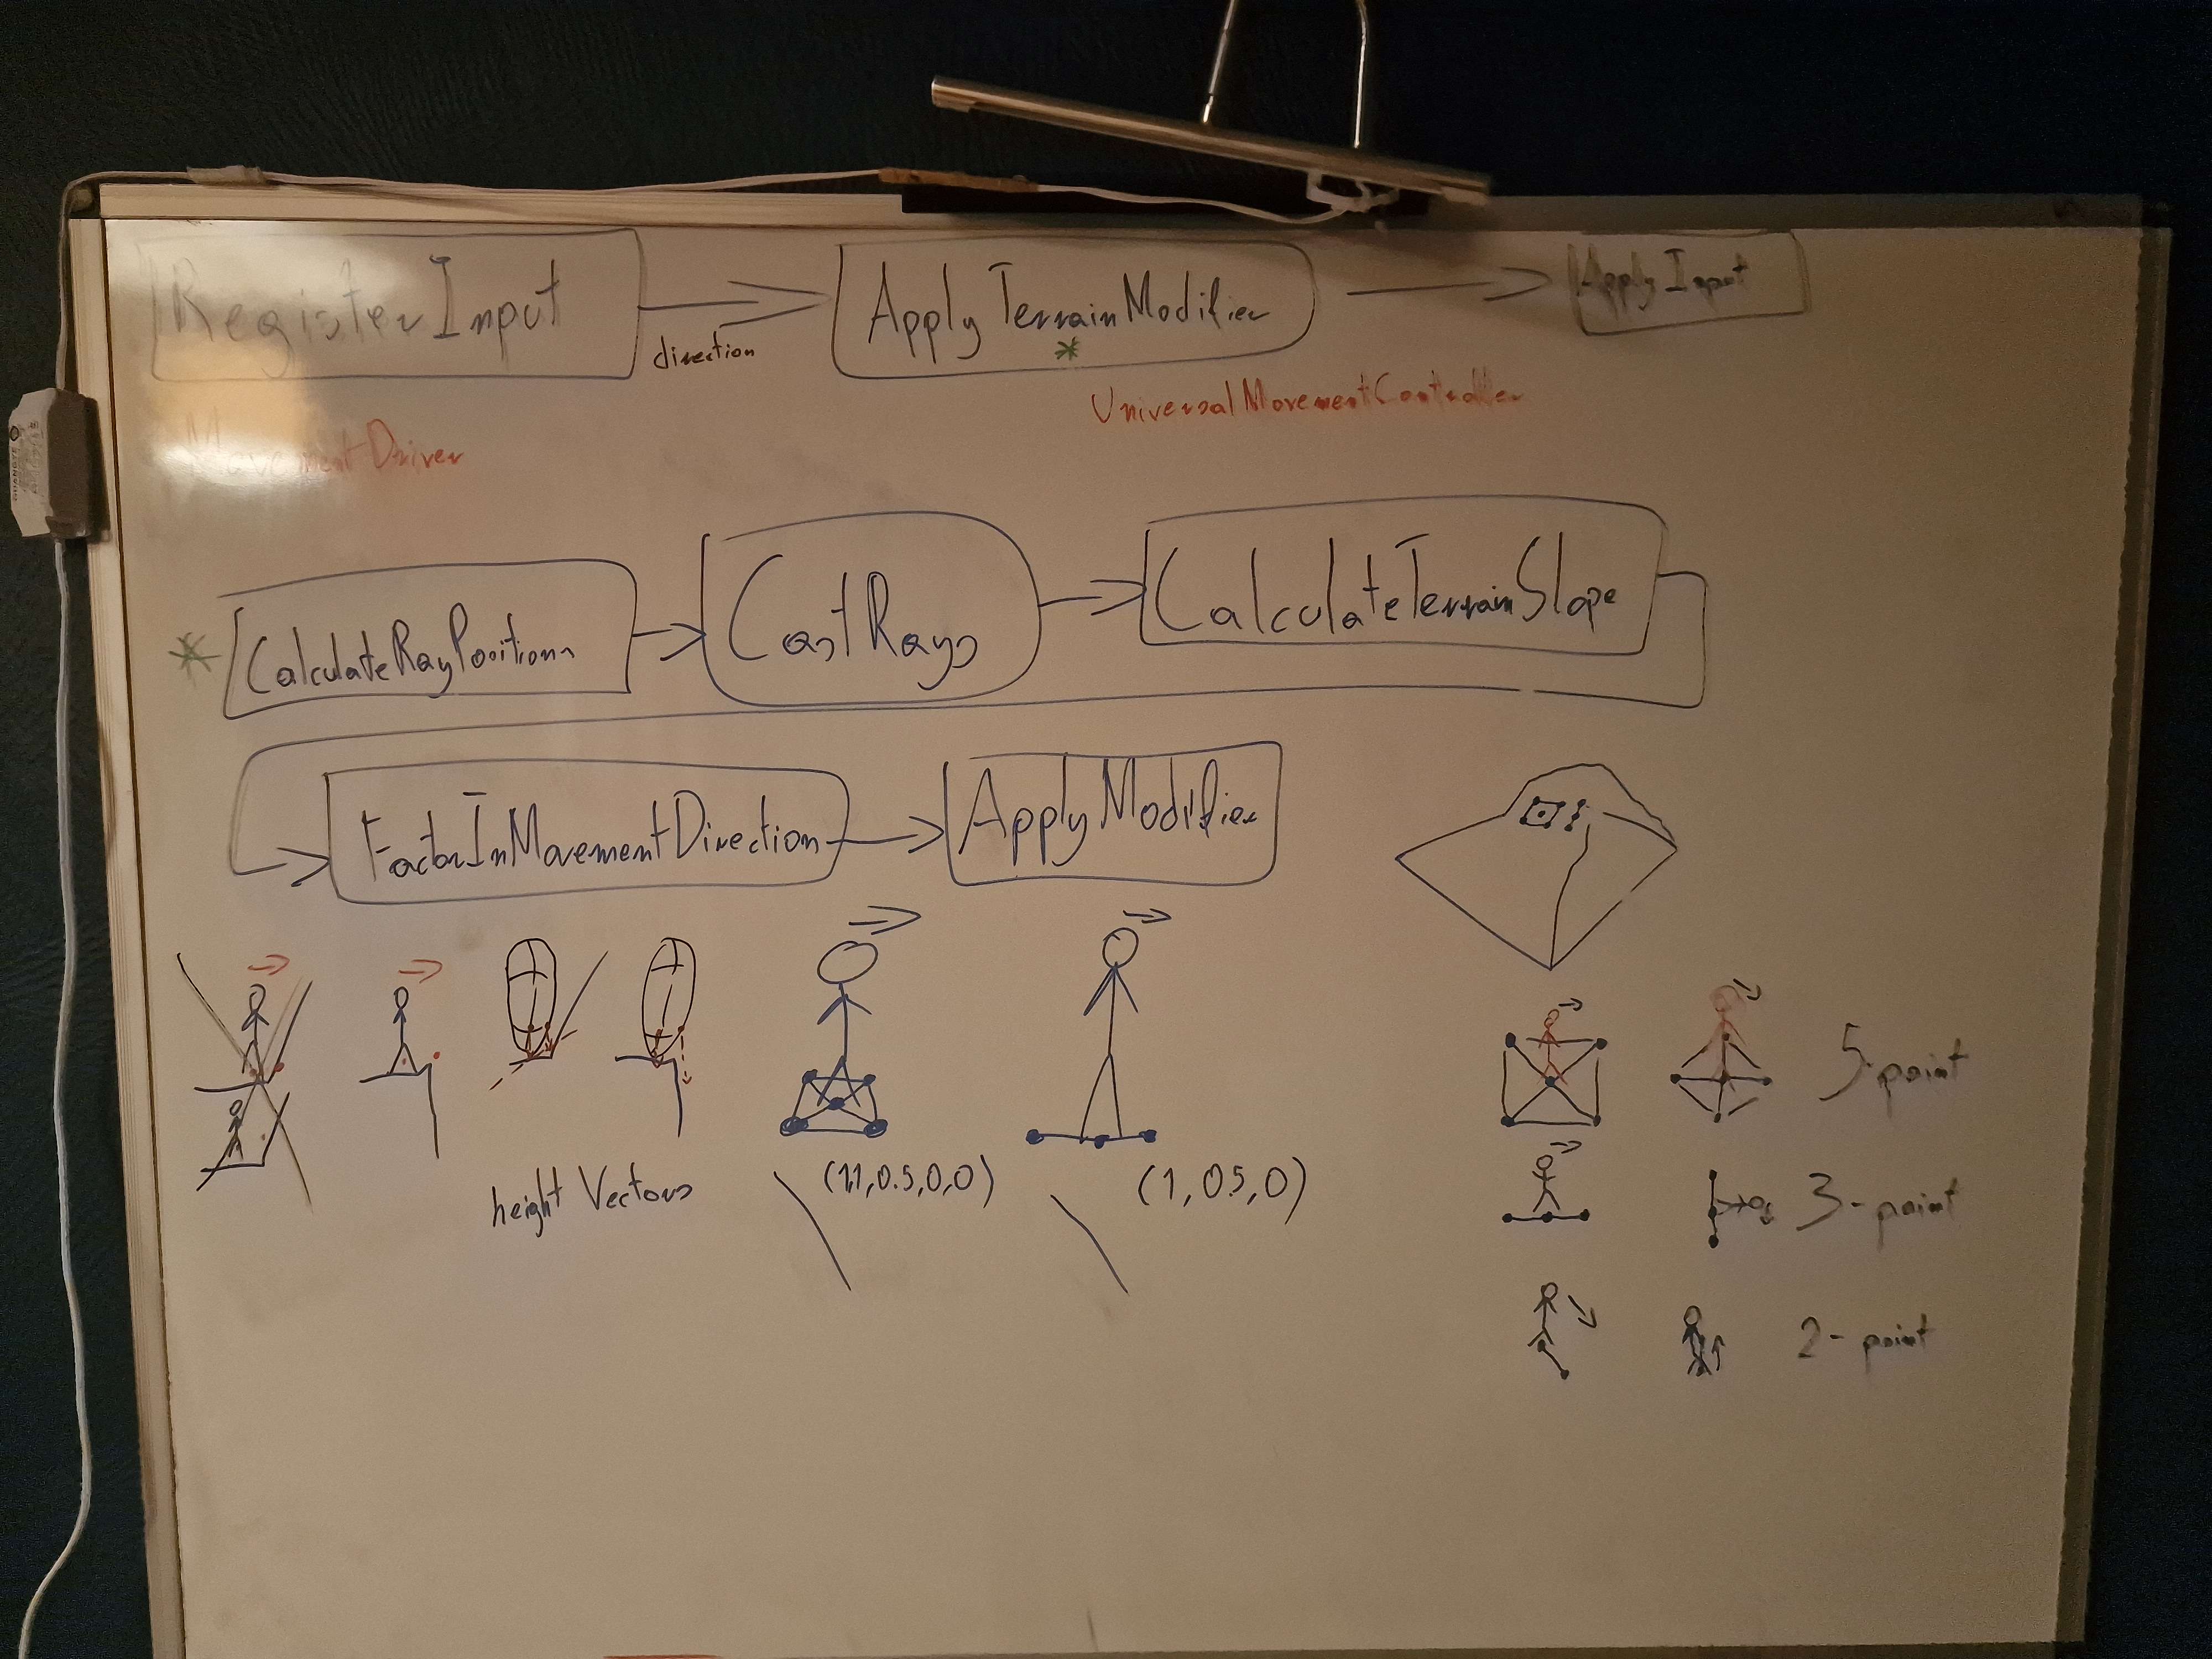 RegisterInput
direction
ApplyTerrainModifier
*
ApplyInput
MovementDriver
UniversalMovementController
* CalculateRayPositions
CastRays
CalculateTerrainSlope
FactorInMovementDirection
ApplyModifier
5-point
height Vectors
(1,1,0.5,0,0)
(1,0.5,0)
3-point
2-point